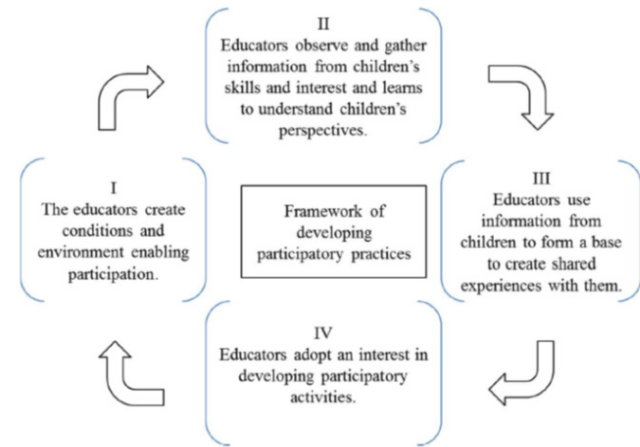 I
The educators create
conditions and
environment enabling
participation.
II
Educators observe and gather
information from children's
skills and interest and learns
to understand children's
perspectives.
III
Educators use
information from
children to form a base
to create shared
experiences with them.
IV
Educators adopt an interest in
developing participatory
activities.
Framework of
developing
participatory practices